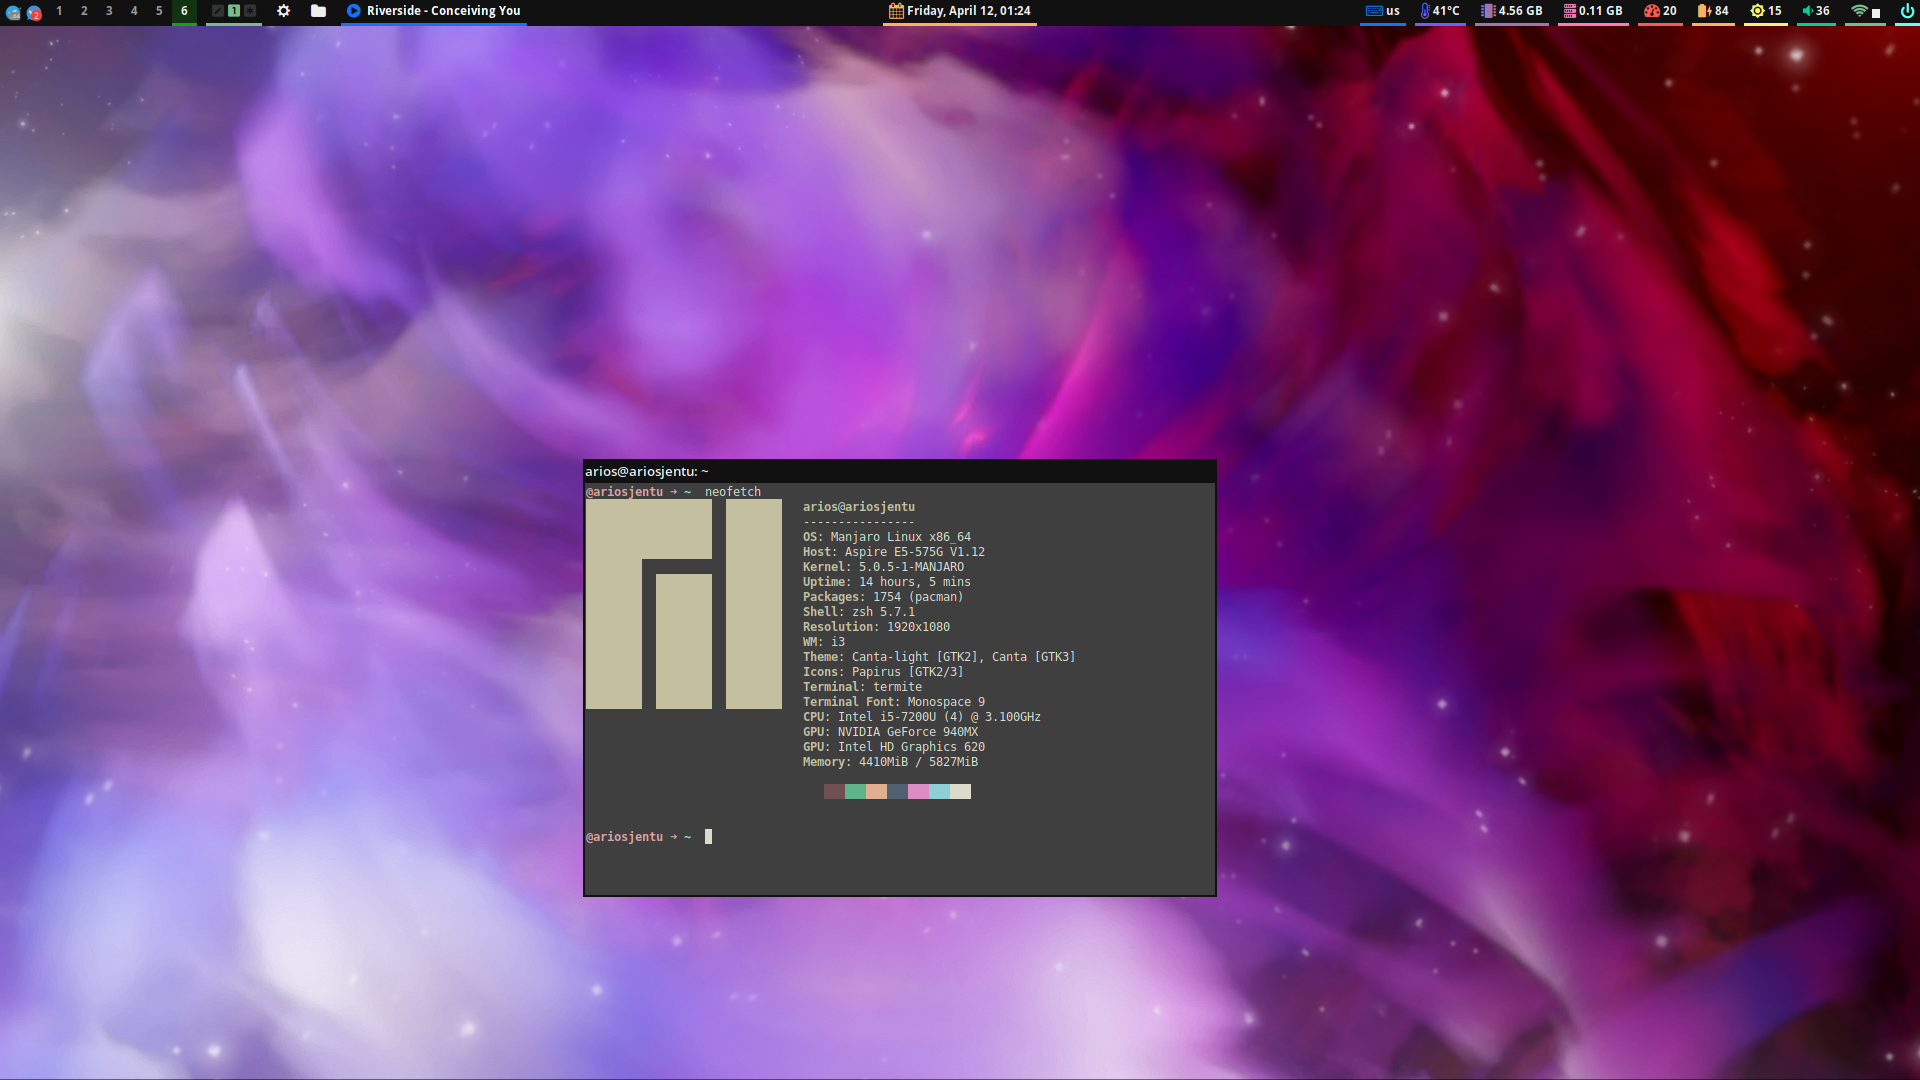 1 2 3 4 5 6 1 Riverside - Conceiving You Friday, April 12, 01:24 us 41°C 4.56 GB 0.11 GB 20 84 15 36
2
arios@ariosjentu: ~
@ariosjentu → ~ neofetch
arios@ariosjentu
----------------
OS: Manjaro Linux x86_64
Host: Aspire E5-575G V1.12
Kernel: 5.0.5-1-MANJARO
Uptime: 14 hours, 5 mins
Packages: 1754 (pacman)
Shell: zsh 5.7.1
Resolution: 1920x1080
WM: i3
Theme: Canta-light [GTK2], Canta [GTK3]
Icons: Papirus [GTK2/3]
Terminal: termite
Terminal Font: Monospace 9
CPU: Intel i5-7200U (4) @ 3.100GHz
GPU: NVIDIA GeForce 940MX
GPU: Intel HD Graphics 620
Memory: 4410MiB / 5827MiB
@ariosjentu → ~